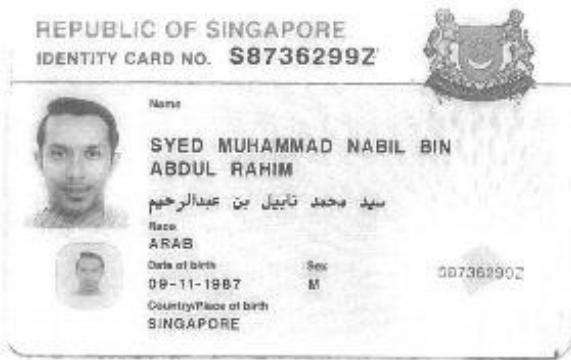 REPUBLIC OF SINGAPORE
IDENTITY CARD NO. S8736299Z
Name
SYED MUHAMMAD NABIL BIN
ABDUL RAHIM
سيد محمد نابيل بن عبدالرحيم
Race
ARAB
Date of birth Sex
09-11-1987 M
S8736299Z
Country/Place of birth
SINGAPORE